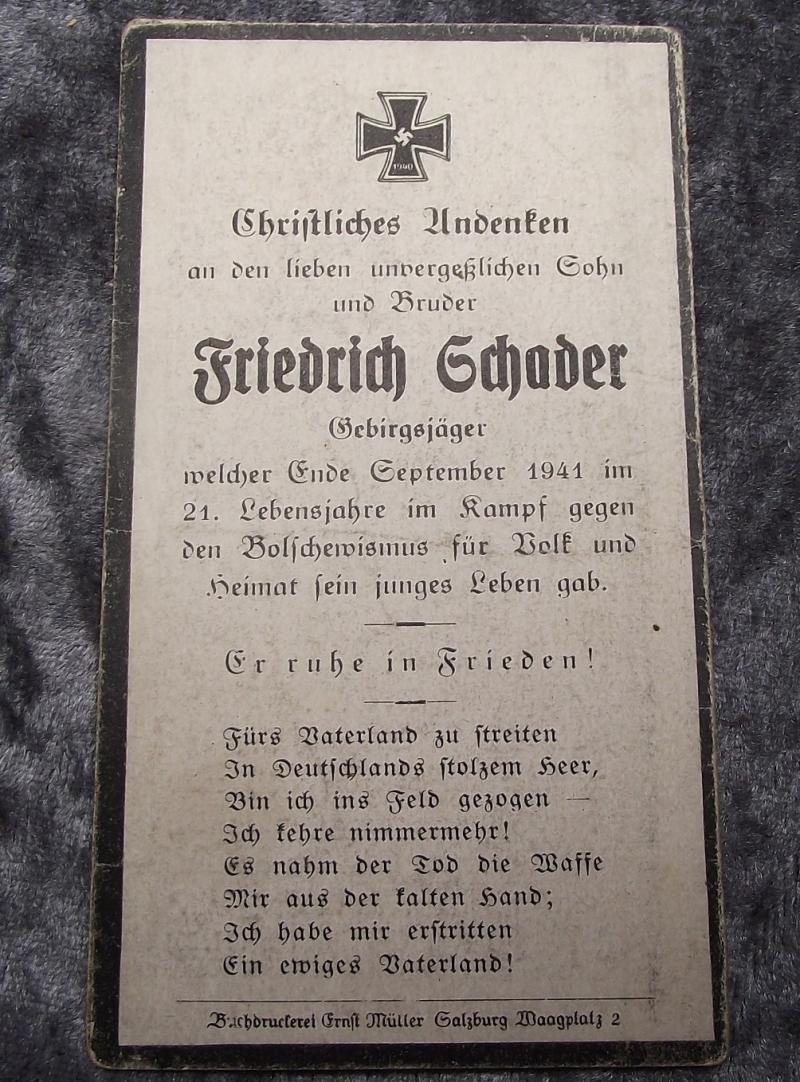 1940
Christliches Andenken
an den lieben unvergeßlichen Sohn
und Bruder
Friedrich Schader
Gebirgsjäger
welcher Ende September 1941 im
21. Lebensjahre im Kampf gegen
den Bolschewismus für Volk und
Heimat sein junges Leben gab.
Er ruhe in Frieden!
Fürs Vaterland zu streiten
In Deutschlands stolzem Heer,
Bin ich ins Feld gezogen —
Ich kehre nimmermehr!
Es nahm der Tod die Waffe
Mir aus der kalten Hand;
Ich habe mir erstritten
Ein ewiges Vaterland!
Buchdruckerei Ernst Müller Salzburg Waagplatz 2